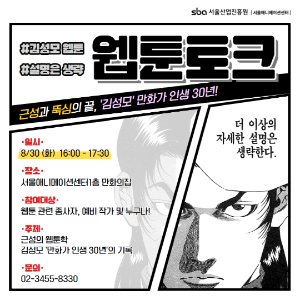 sba 서울산업진흥원 | 서울애니메이션센터 |
#김성모 웹툰
#설명은 생략
웹툰토크
근성과 뚝심의 끝, '김성모' 만화가 인생 30년!
더 이상의
자세한 설명은
생략한다.
·일시·
8/30 (화) 16:00 - 17:30
·장소·
서울애니메이션센터1층 만화의집
·참여대상·
웹툰 관련 종사자, 예비 작가 및 누구나!
·주제·
근성의 웹툰학
김성모 '만화가 인생 30년'의 기록
·문의·
02-3455-8330